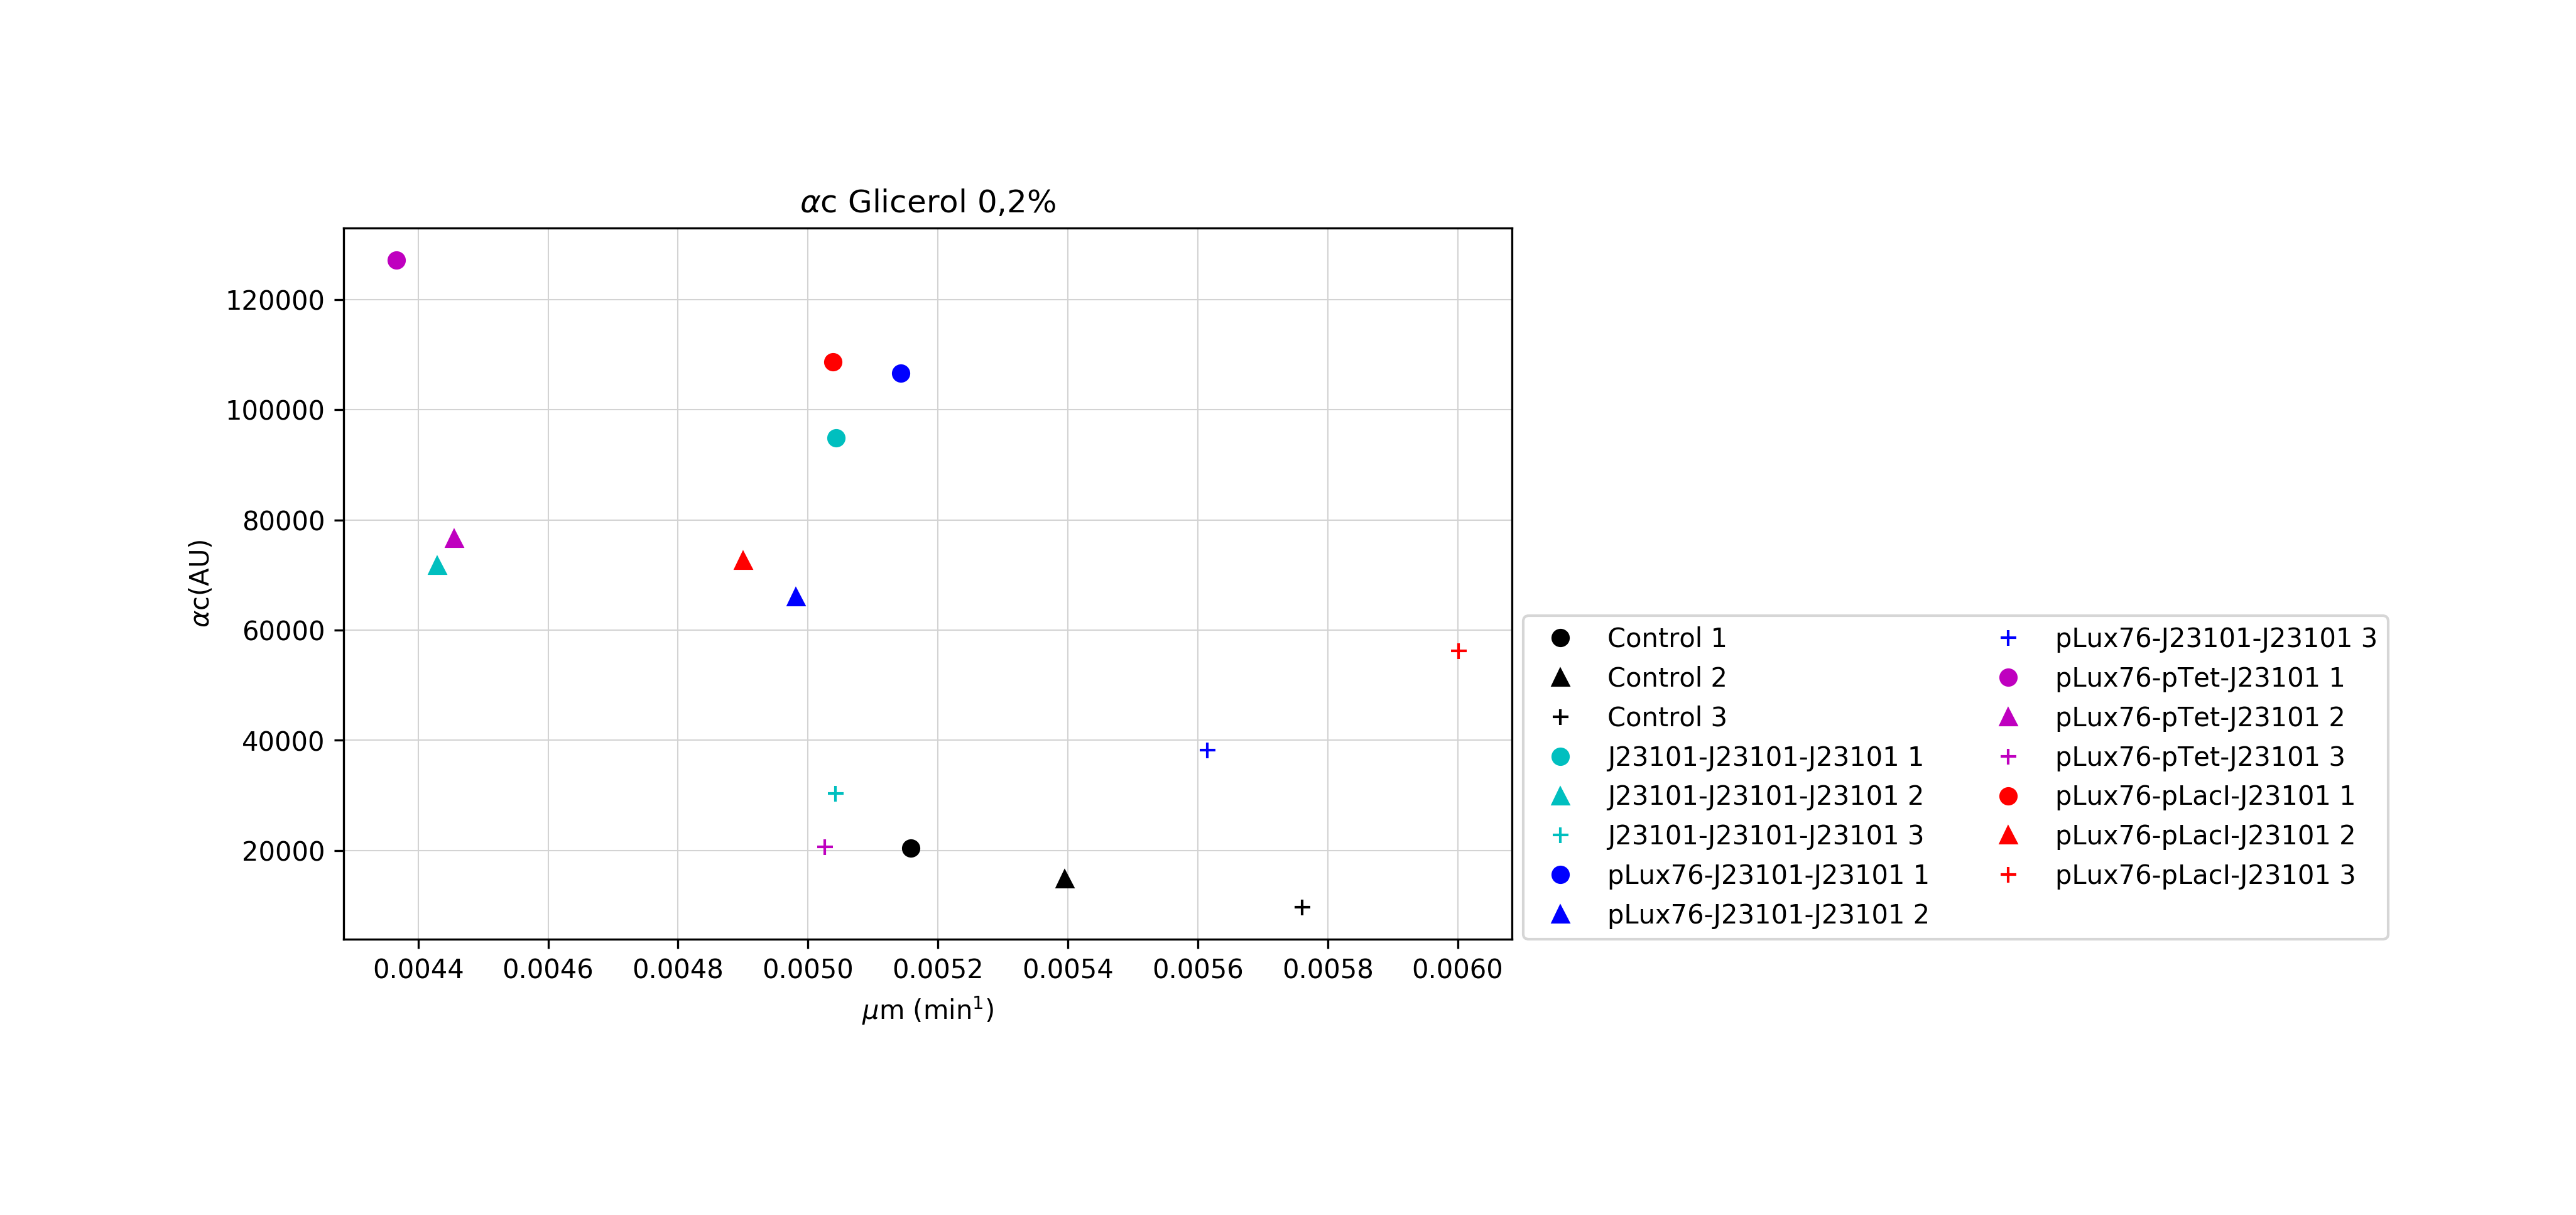 αc Glicerol 0,2%
αc(AU)
120000
100000
80000
60000
40000
20000
0.0044 0.0046 0.0048 0.0050 0.0052 0.0054 0.0056 0.0058 0.0060
μm (min¹)
Control 1
Control 2
Control 3
J23101-J23101-J23101 1
J23101-J23101-J23101 2
J23101-J23101-J23101 3
pLux76-J23101-J23101 1
pLux76-J23101-J23101 2
pLux76-J23101-J23101 3
pLux76-pTet-J23101 1
pLux76-pTet-J23101 2
pLux76-pTet-J23101 3
pLux76-pLacI-J23101 1
pLux76-pLacI-J23101 2
pLux76-pLacI-J23101 3